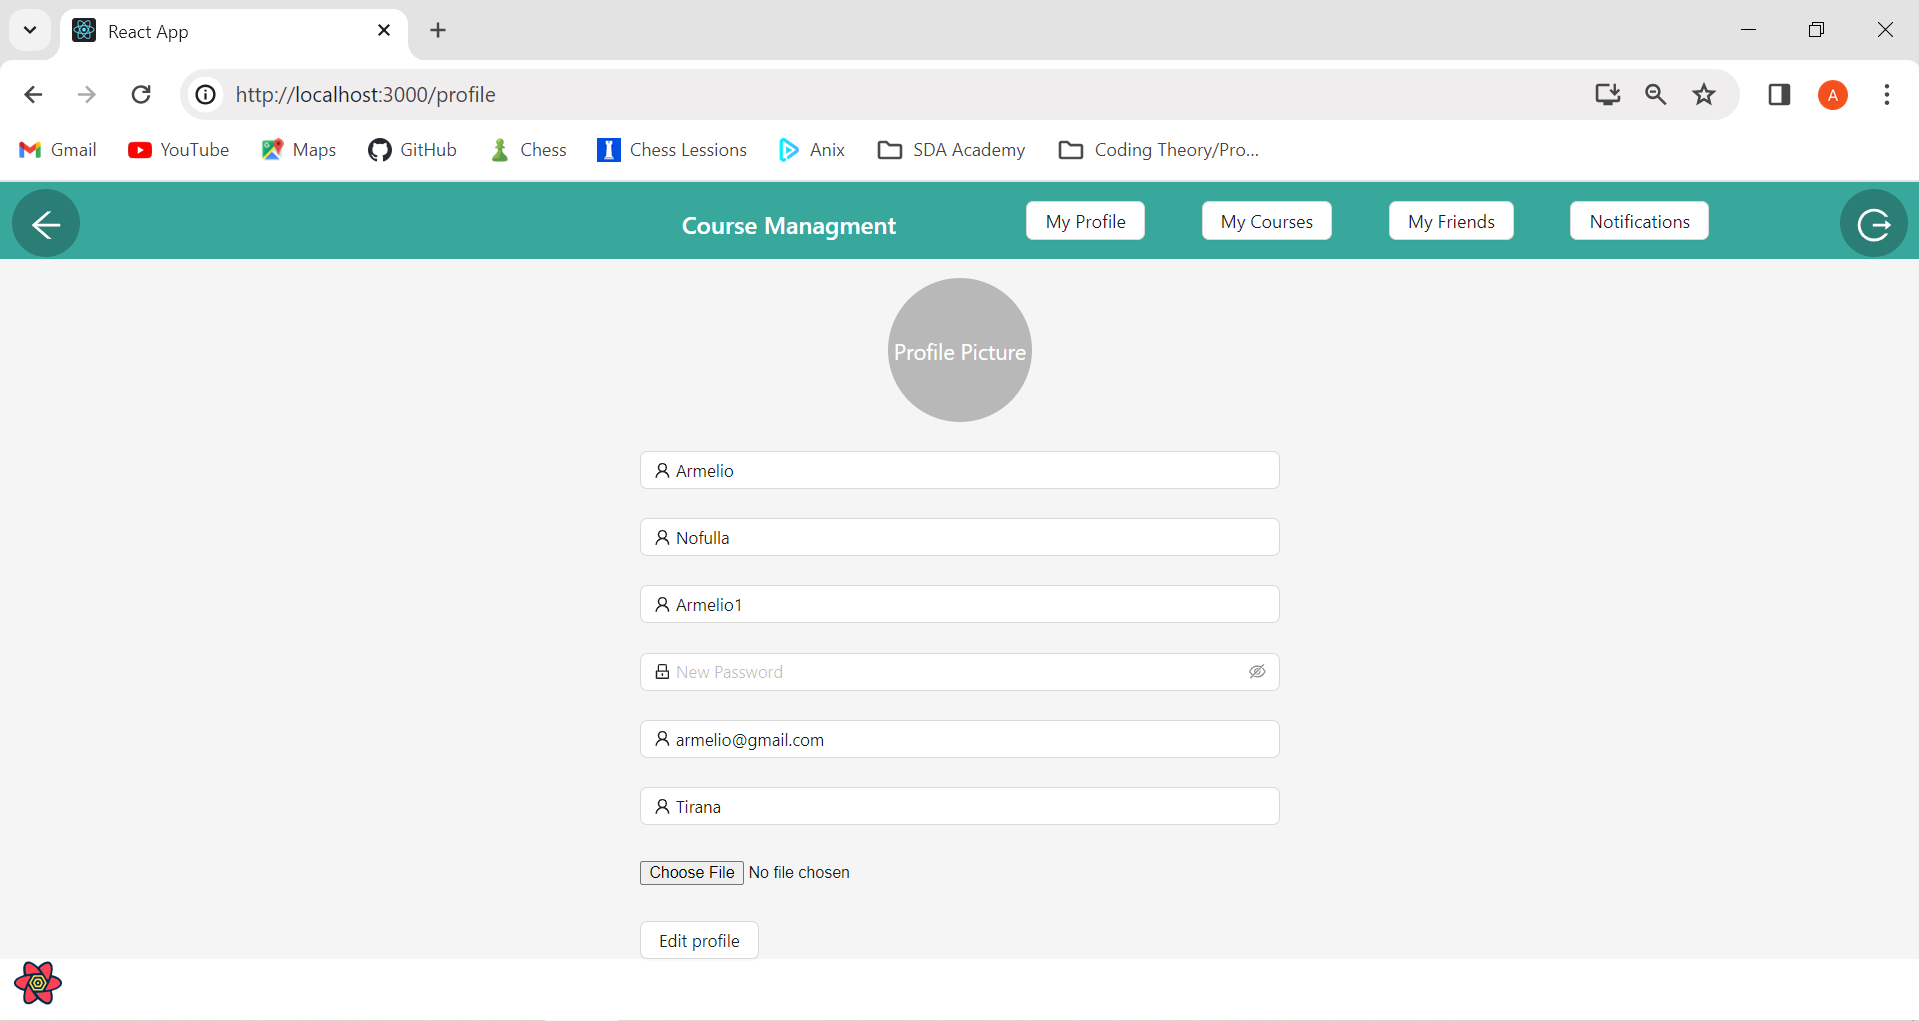 React App
http://localhost:3000/profile
A
Gmail YouTube Maps GitHub Chess Chess Lessions Anix SDA Academy Coding Theory/Pro...
Course Managment My Profile My Courses My Friends Notifications
Profile Picture
Armelio
Nofulla
Armelio1
New Password
armelio@gmail.com
Tirana
Choose File No file chosen
Edit profile